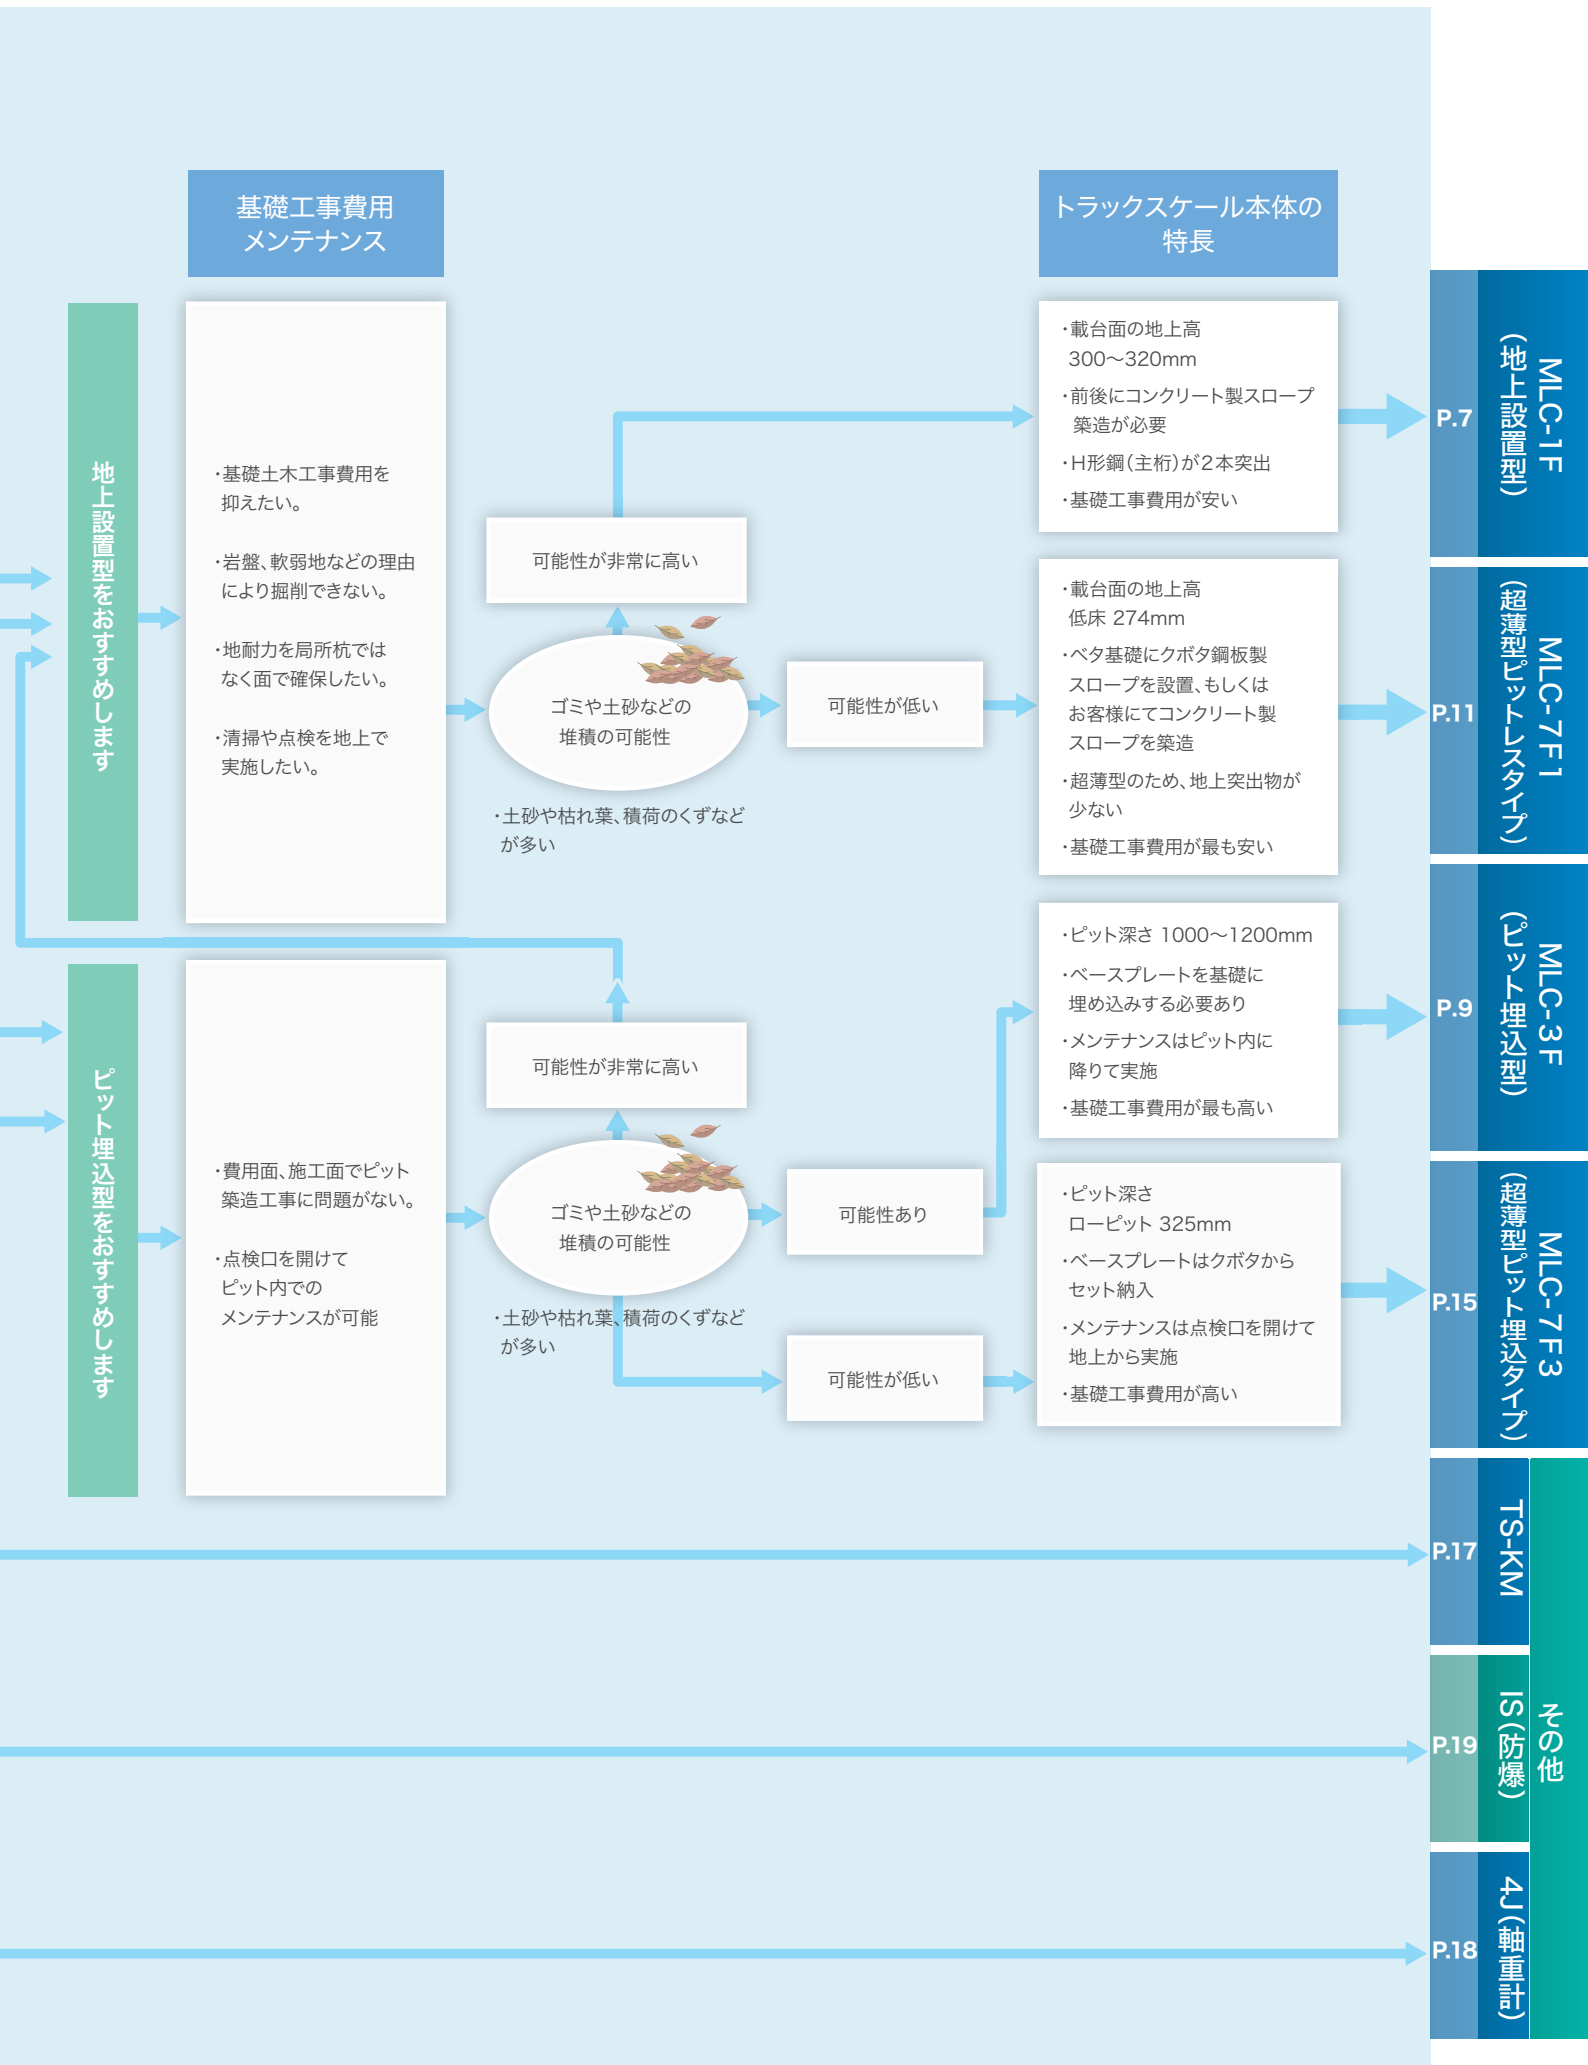 基礎工事費用
メンテナンス
トラックスケール本体の
特長
地上設置型をおすすめします
・基礎土木工事費用を
抑えたい。
・岩盤、軟弱地などの理由
により掘削できない。
・地耐力を局所杭では
なく面で確保したい。
・清掃や点検を地上で
実施したい。
可能性が非常に高い
ゴミや土砂などの
堆積の可能性
・土砂や枯れ葉、積荷のくずなど
が多い
可能性が低い
・載台面の地上高
300〜320mm
・前後にコンクリート製スロープ
築造が必要
・H形鋼(主桁)が2本突出
・基礎工事費用が安い
P.7
MLC-1F
(地上設置型)
・載台面の地上高
低床 274mm
・ベタ基礎にクボタ鋼板製
スロープを設置、もしくは
お客様にてコンクリート製
スロープを築造
・超薄型のため、地上突出物が
少ない
・基礎工事費用が最も安い
P.11
MLC-7F1
(超薄型ピットレスタイプ)
ピット埋込型をおすすめします
・費用面、施工面でピット
築造工事に問題がない。
・点検口を開けて
ピット内での
メンテナンスが可能
可能性が非常に高い
ゴミや土砂などの
堆積の可能性
・土砂や枯れ葉、積荷のくずなど
が多い
可能性あり
可能性が低い
・ピット深さ 1000〜1200mm
・ベースプレートを基礎に
埋め込みする必要あり
・メンテナンスはピット内に
降りて実施
・基礎工事費用が最も高い
P.9
MLC-3F
(ピット埋込型)
・ピット深さ
ローピット 325mm
・ベースプレートはクボタから
セット納入
・メンテナンスは点検口を開けて
地上から実施
・基礎工事費用が高い
P.15
MLC-7F3
(超薄型ピット埋込タイプ)
P.17
TS-KM
その他
P.19
IS(防爆)
P.18
4J(軸重計)